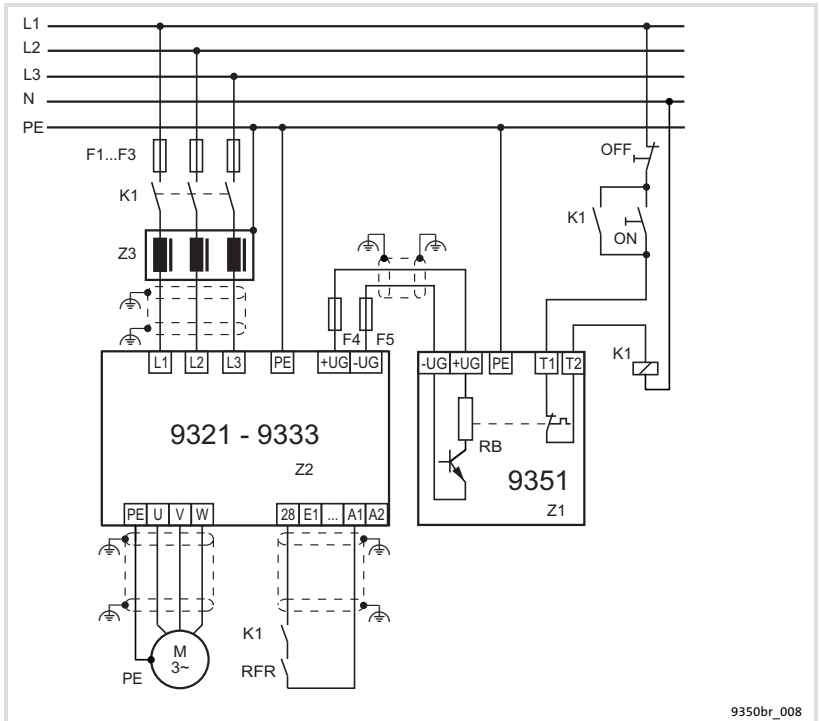 L1
L2
L3
N
PE
F1...F3
OFF
K1
K1
ON
Z3
F4 F5
K1
L1 L2 L3 PE +UG -UG
-UG +UG PE T1 T2
9321 - 9333
Z2
RB
9351
Z1
PE U V W
28 E1 ... A1 A2
K1
RFR
M
3~
PE
9350br_008